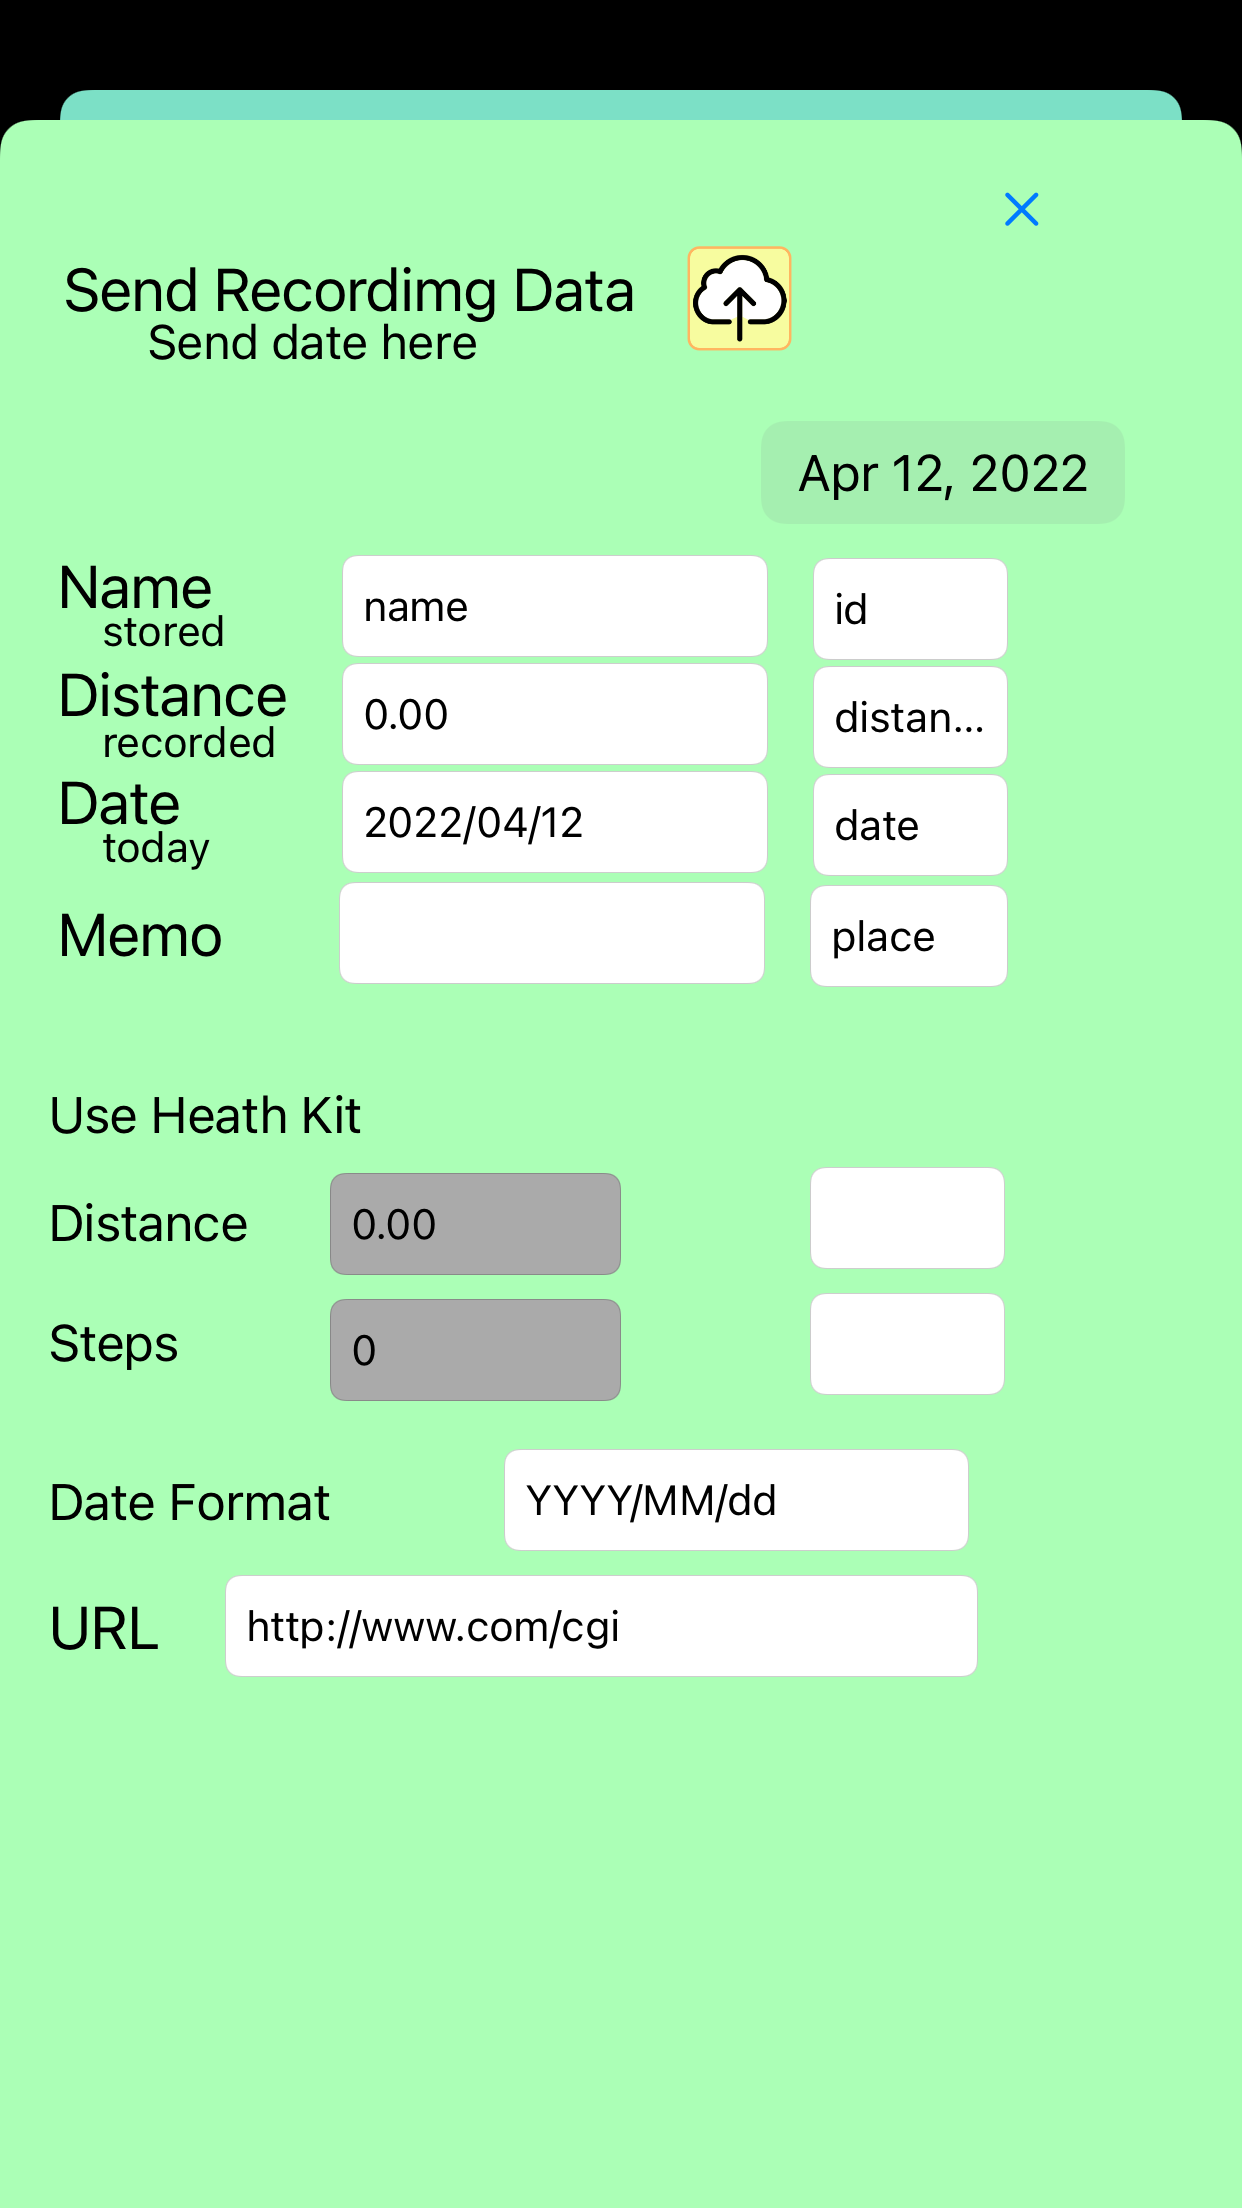 Send Recordimg Data
Send date here
Apr 12, 2022
Name
stored
name
id
Distance
recorded
0.00
distan...
Date
today
2022/04/12
date
Memo
place
Use Heath Kit
Distance
0.00
Steps
0
Date Format
YYYY/MM/dd
URL
http://www.com/cgi